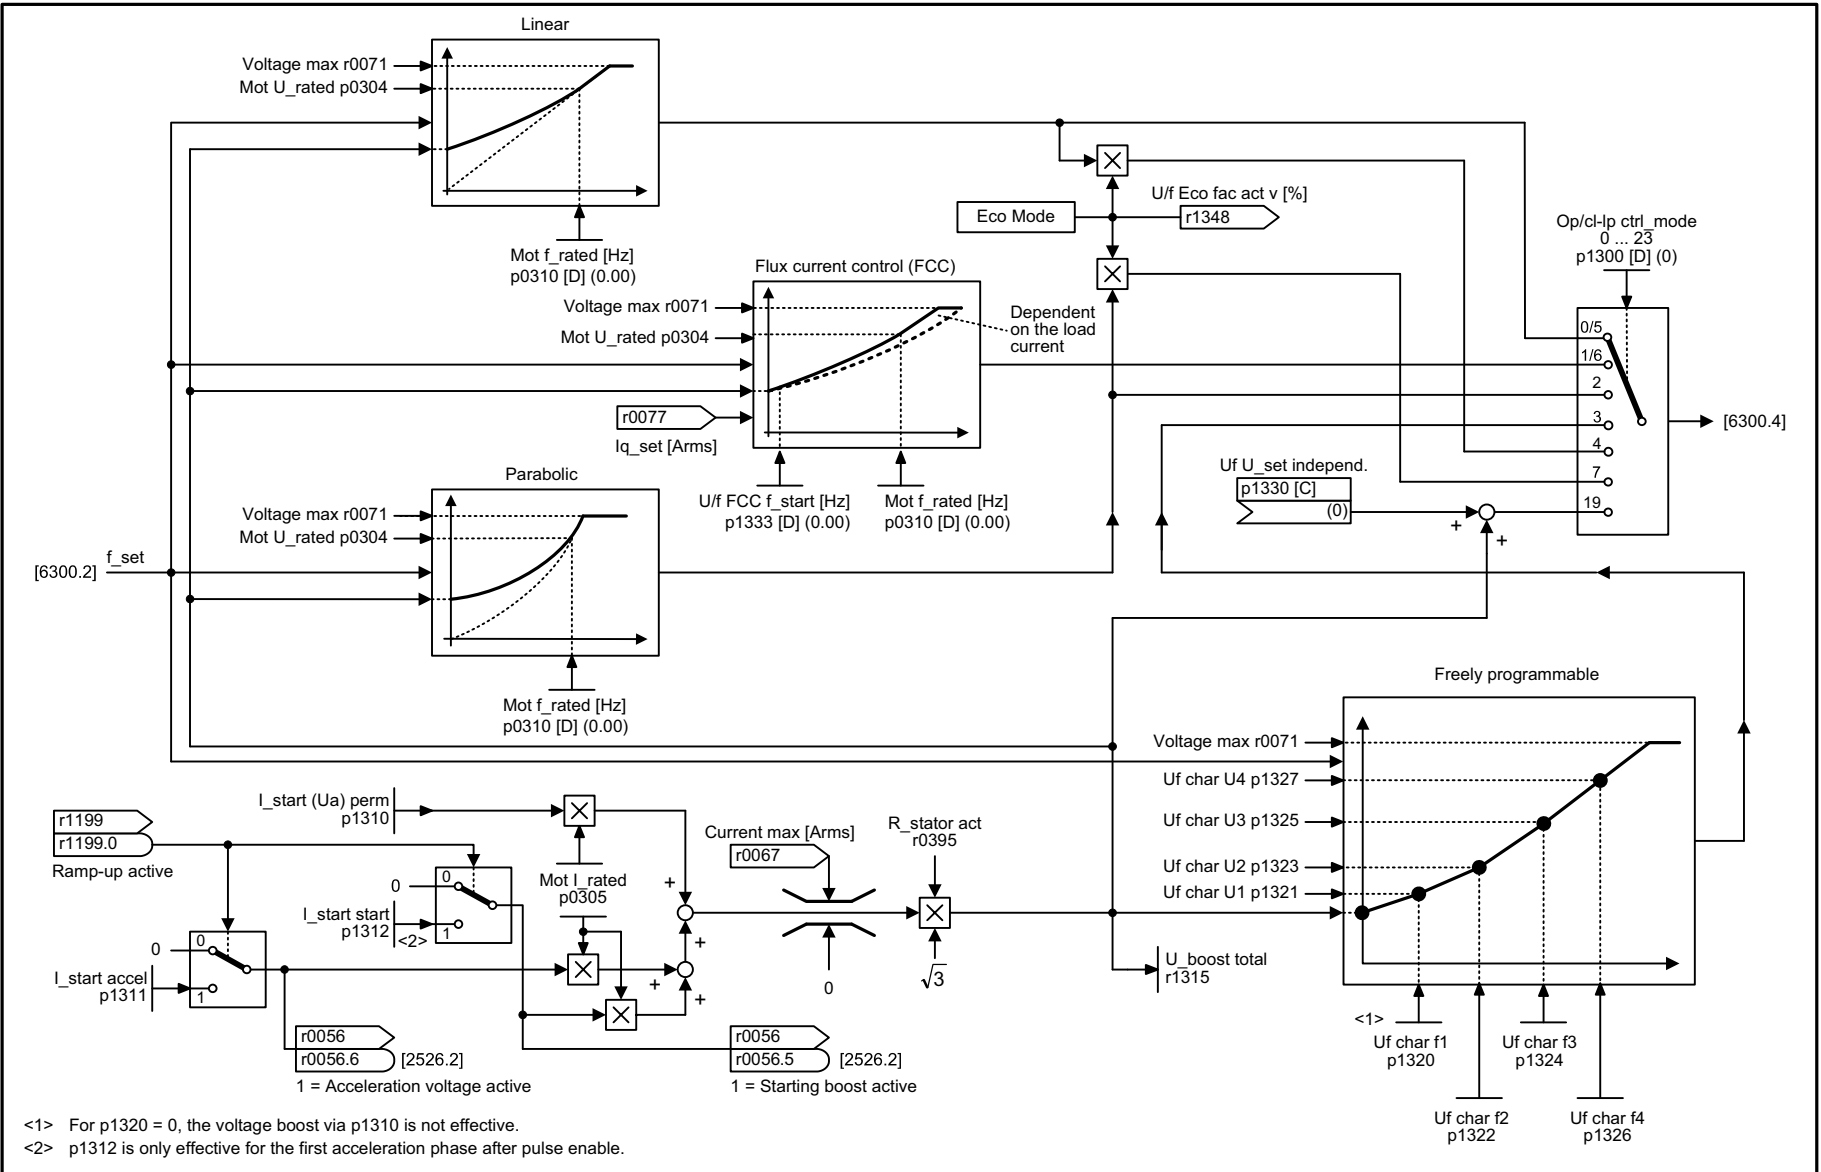 Linear
Voltage max r0071
Mot U_rated p0304
Mot f_rated [Hz]
p0310 [D] (0.00)
Flux current control (FCC)
Voltage max r0071
Mot U_rated p0304
Dependent
on the load
current
r0077
Iq_set [Arms]
U/f FCC f_start [Hz]
p1333 [D] (0.00)
Mot f_rated [Hz]
p0310 [D] (0.00)
Eco Mode
U/f Eco fac act v [%]
r1348
Op/cl-lp ctrl_mode
0 ... 23
p1300 [D] (0)
0/5
1/6
2
3
4
7
19
[6300.4]
Uf U_set independ.
p1330 [C]
(0)
+
+
Parabolic
Voltage max r0071
Mot U_rated p0304
[6300.2]
f_set
Mot f_rated [Hz]
p0310 [D] (0.00)
Freely programmable
Voltage max r0071
Uf char U4 p1327
Uf char U3 p1325
Uf char U2 p1323
Uf char U1 p1321
<1>
Uf char f1
p1320
Uf char f3
p1324
Uf char f2
p1322
Uf char f4
p1326
r1199
r1199.0
Ramp-up active
I_start (Ua) perm
p1310
0
0
1
I_start start
p1312
<2>
0
0
1
I_start accel
p1311
Mot I_rated
p0305
+
+
+
+
Current max [Arms]
r0067
0
R_stator act
r0395
√3
U_boost total
r1315
r0056
r0056.6
[2526.2]
1 = Acceleration voltage active
r0056
r0056.5
[2526.2]
1 = Starting boost active
<1> For p1320 = 0, the voltage boost via p1310 is not effective.
<2> p1312 is only effective for the first acceleration phase after pulse enable.